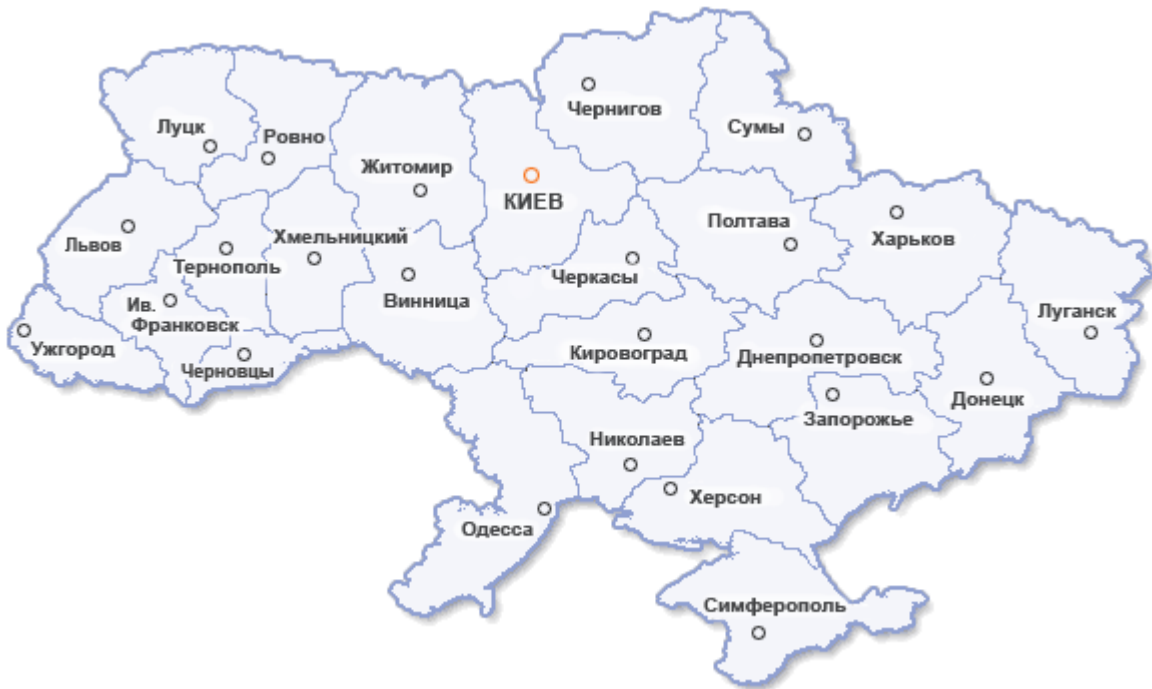 Чернигов
Сумы
Луцк
Ровно
Житомир
КИЕВ
Полтава
Харьков
Львов
Хмельницкий
Тернополь
Черкасы
Винница
Ив.
Франковск
Луганск
Ужгород
Черновцы
Кировоград
Днепропетровск
Донецк
Запорожье
Николаев
Херсон
Одесса
Симферополь